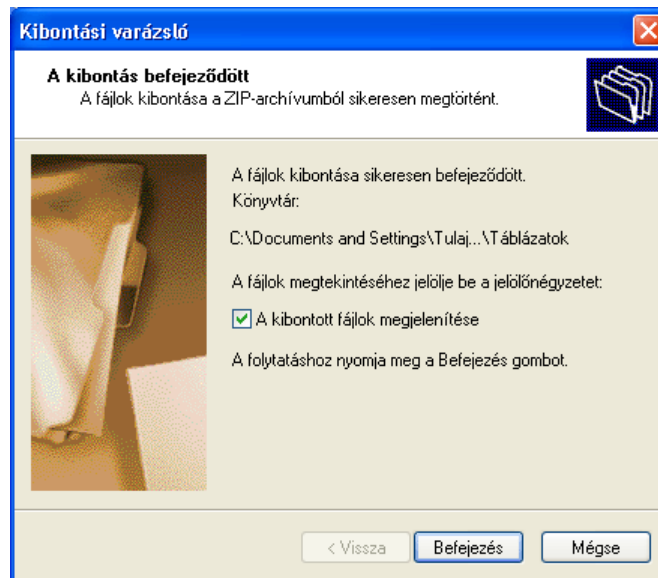 Kibontási varázsló
A kibontás befejeződött
A fájlok kibontása a ZIP-archívumból sikeresen megtörtént.
A fájlok kibontása sikeresen befejeződött.
Könyvtár:
C:\Documents and Settings\Tulaj...\Táblázatok
A fájlok megtekintéséhez jelölje be a jelölőnégyzetet:
A kibontott fájlok megjelenítése
A folytatáshoz nyomja meg a Befejezés gombot.
< Vissza
Befejezés
Mégse